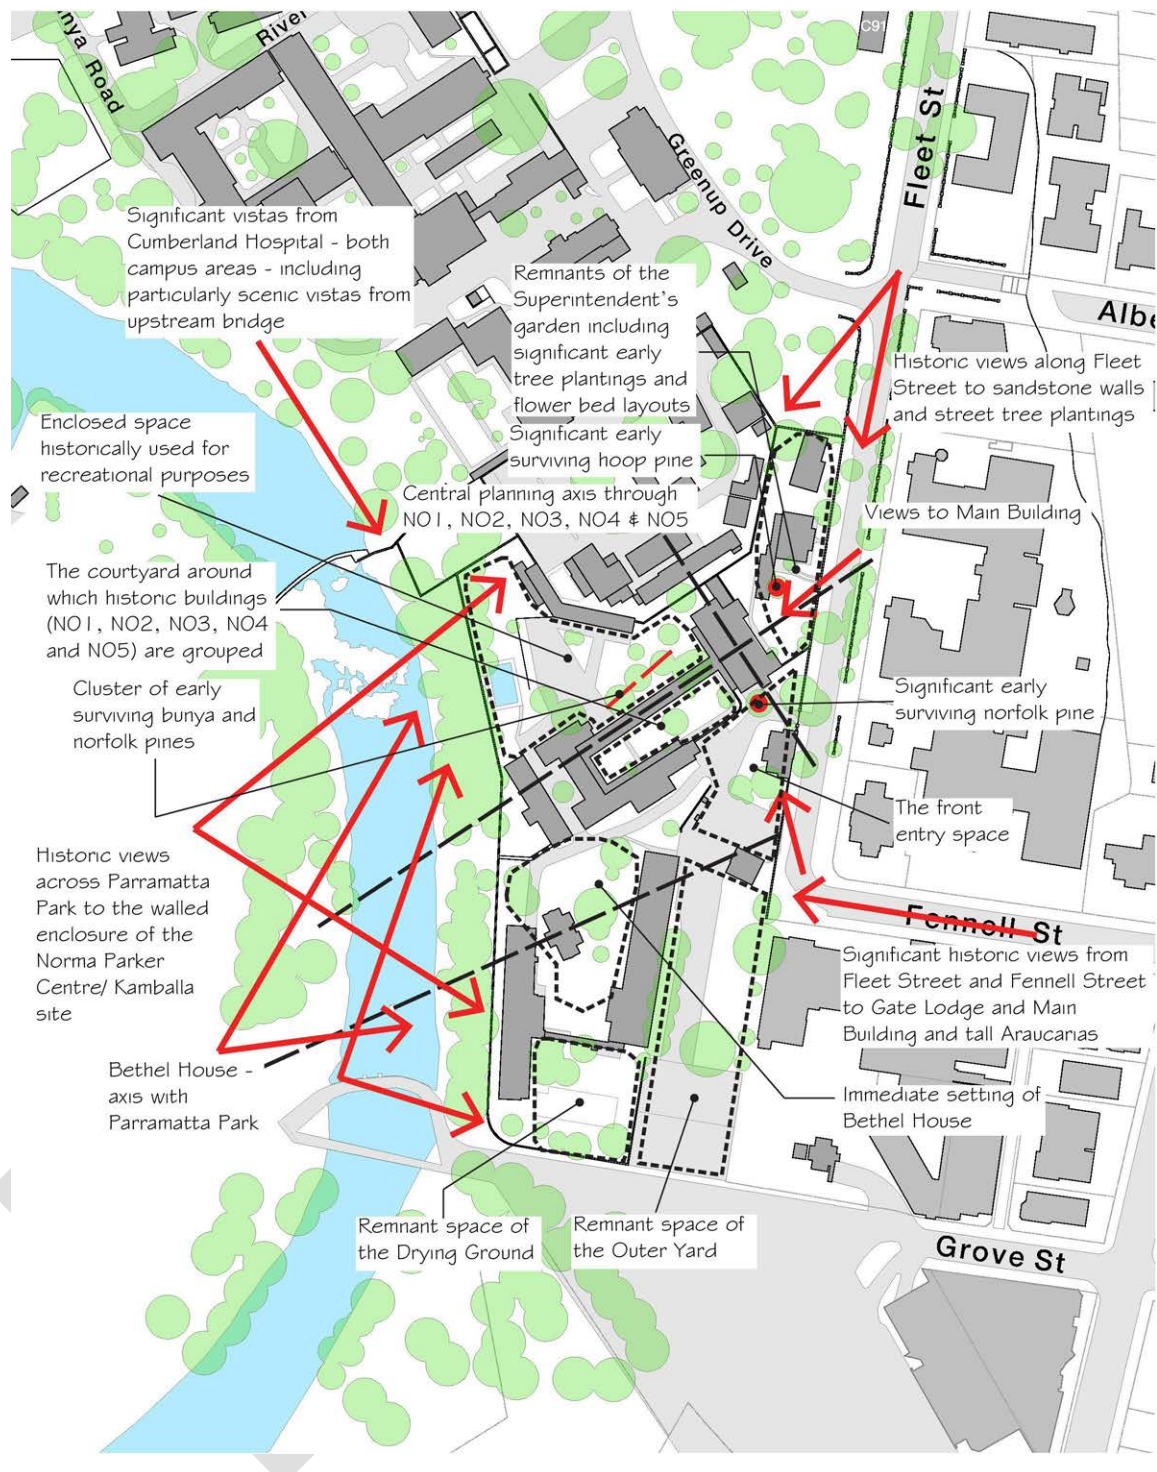 River
nya Road
C91
Fleet St
Greenup Drive
Significant vistas from
Cumberland Hospital - both
campus areas - including
particularly scenic vistas from
upstream bridge
Remnants of the
Superintendent's
garden including
significant early
tree plantings and
flower bed layouts
Albe
Historic views along Fleet
Street to sandstone walls
and street tree plantings
Enclosed space
historically used for
recreational purposes
Significant early
surviving hoop pine
Central planning axis through
NO1, NO2, NO3, NO4 & NO5
Views to Main Building
The courtyard around
which historic buildings
(NO1, NO2, NO3, NO4
and NO5) are grouped
Cluster of early
surviving bunya and
norfolk pines
Significant early
surviving norfolk pine
The front
entry space
Historic views
across Parramatta
Park to the walled
enclosure of the
Norma Parker
Centre/ Kamballa
site
Fennell St
Significant historic views from
Fleet Street and Fennell Street
to Gate Lodge and Main
Building and tall Araucarias
Bethel House -
axis with
Parramatta Park
Immediate setting of
Bethel House
Remnant space of
the Drying Ground
Remnant space of
the Outer Yard
Grove St